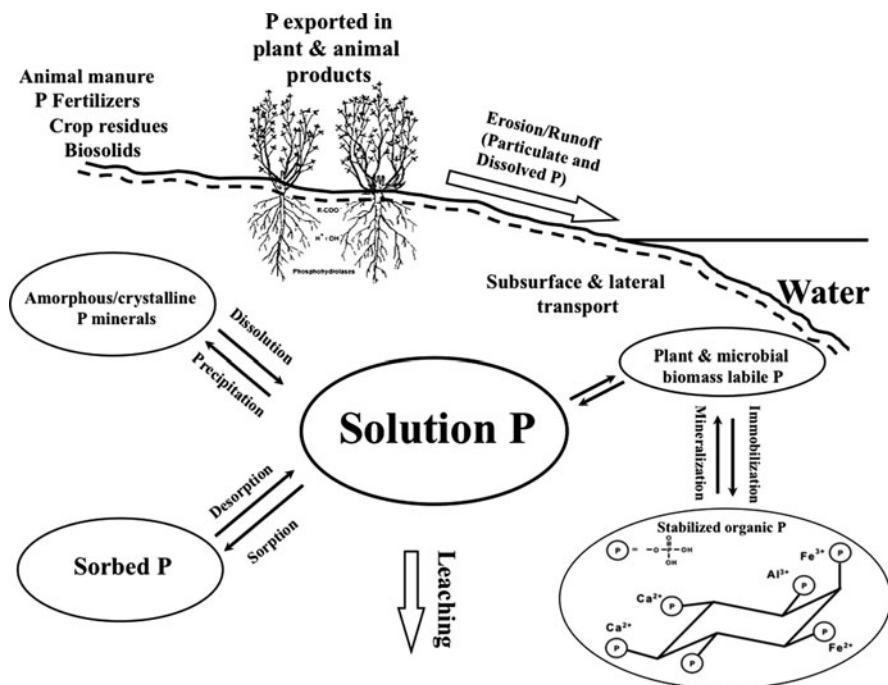 P exported in
plant & animal
products
Animal manure
P Fertilizers
Crop residues
Biosolids
Erosion/Runoff
(Particulate and
Dissolved P)
R-COO⁻
H⁺ · OH⁻
Phosphohydrolases
Subsurface & lateral
transport
Water
Amorphous/crystalline
P minerals
Dissolution
Precipitation
Solution P
Plant & microbial
biomass labile P
Mineralization
Immobilization
Desorption
Sorption
Sorbed P
Leaching
Stabilized organic P
P = -O-P-OH
O
OH
Fe³⁺
P
Al³⁺
P
Ca²⁺
P
Ca²⁺
P
P
P
Fe²⁺